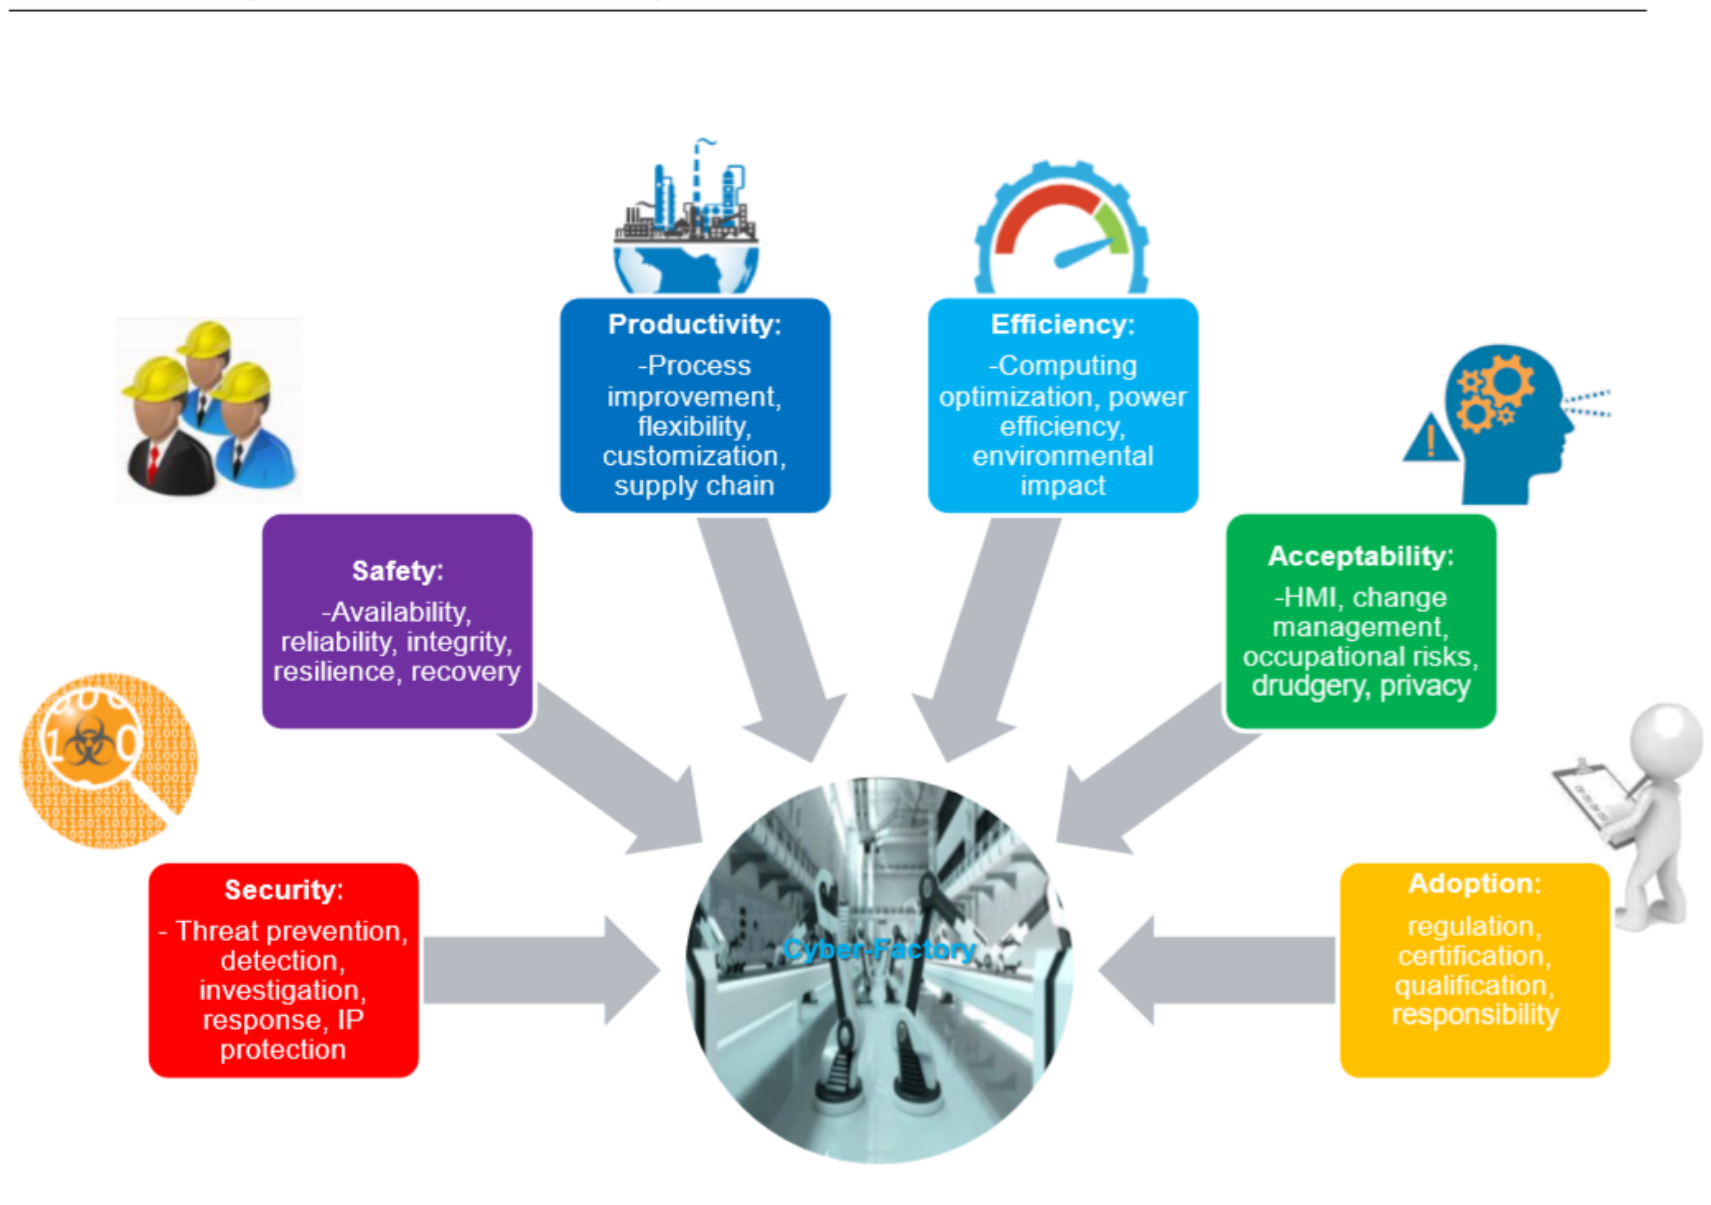 Productivity:
-Process
improvement,
flexibility,
customization,
supply chain
Efficiency:
-Computing
optimization, power
efficiency,
environmental
impact
Safety:
-Availability,
reliability, integrity,
resilience, recovery
Acceptability:
-HMI, change
management,
occupational risks,
drudgery, privacy
Security:
- Threat prevention,
detection,
investigation,
response, IP
protection
Cyber-Factory
Adoption:
regulation,
certification,
qualification,
responsibility